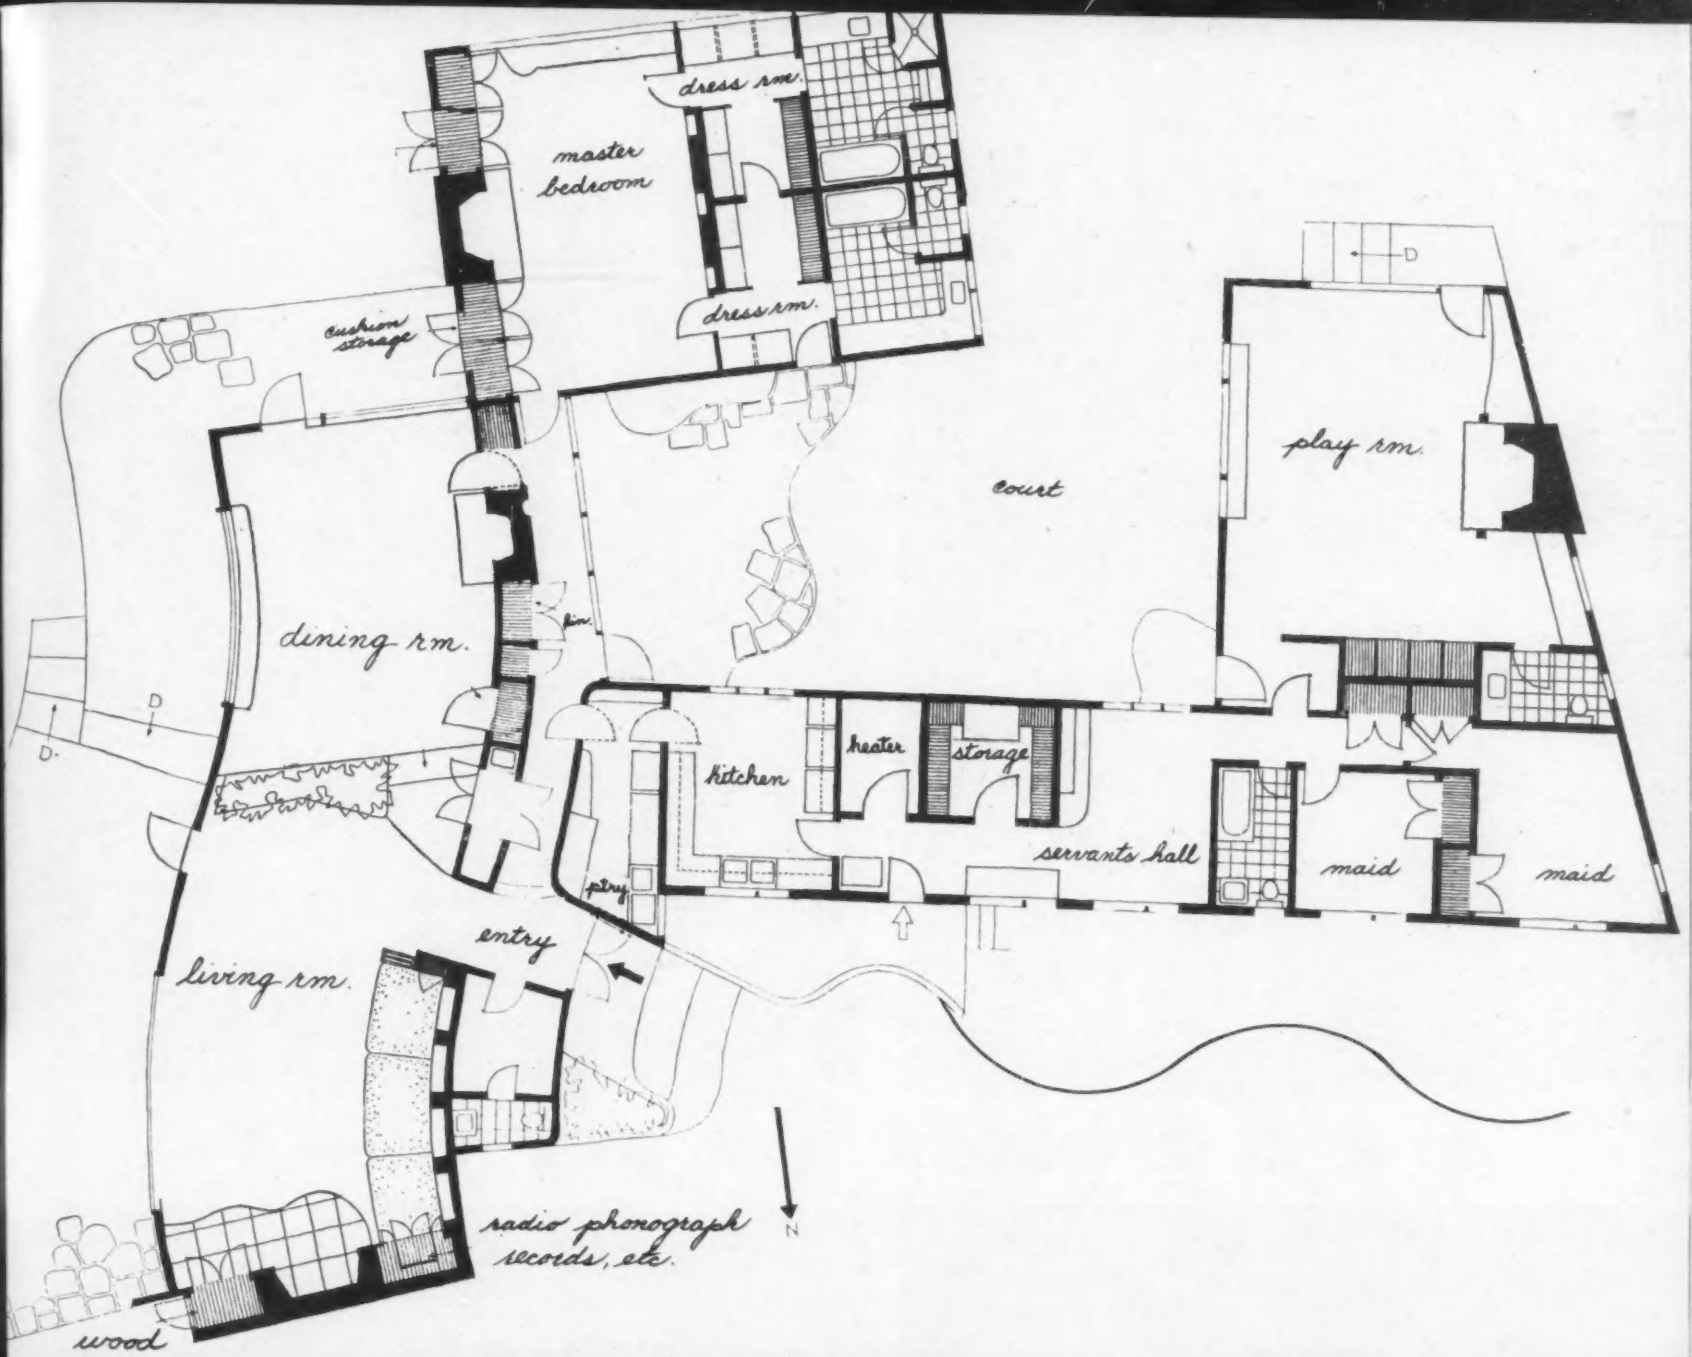 dress rm.
master
bedroom
dress rm.
cushion
storage
D
play rm.
court
lin.
dining rm.
D
D.
heater
storage
kitchen
servants hall
maid
maid
ptry
entry
living rm.
radio phonograph
records, etc.
N
wood